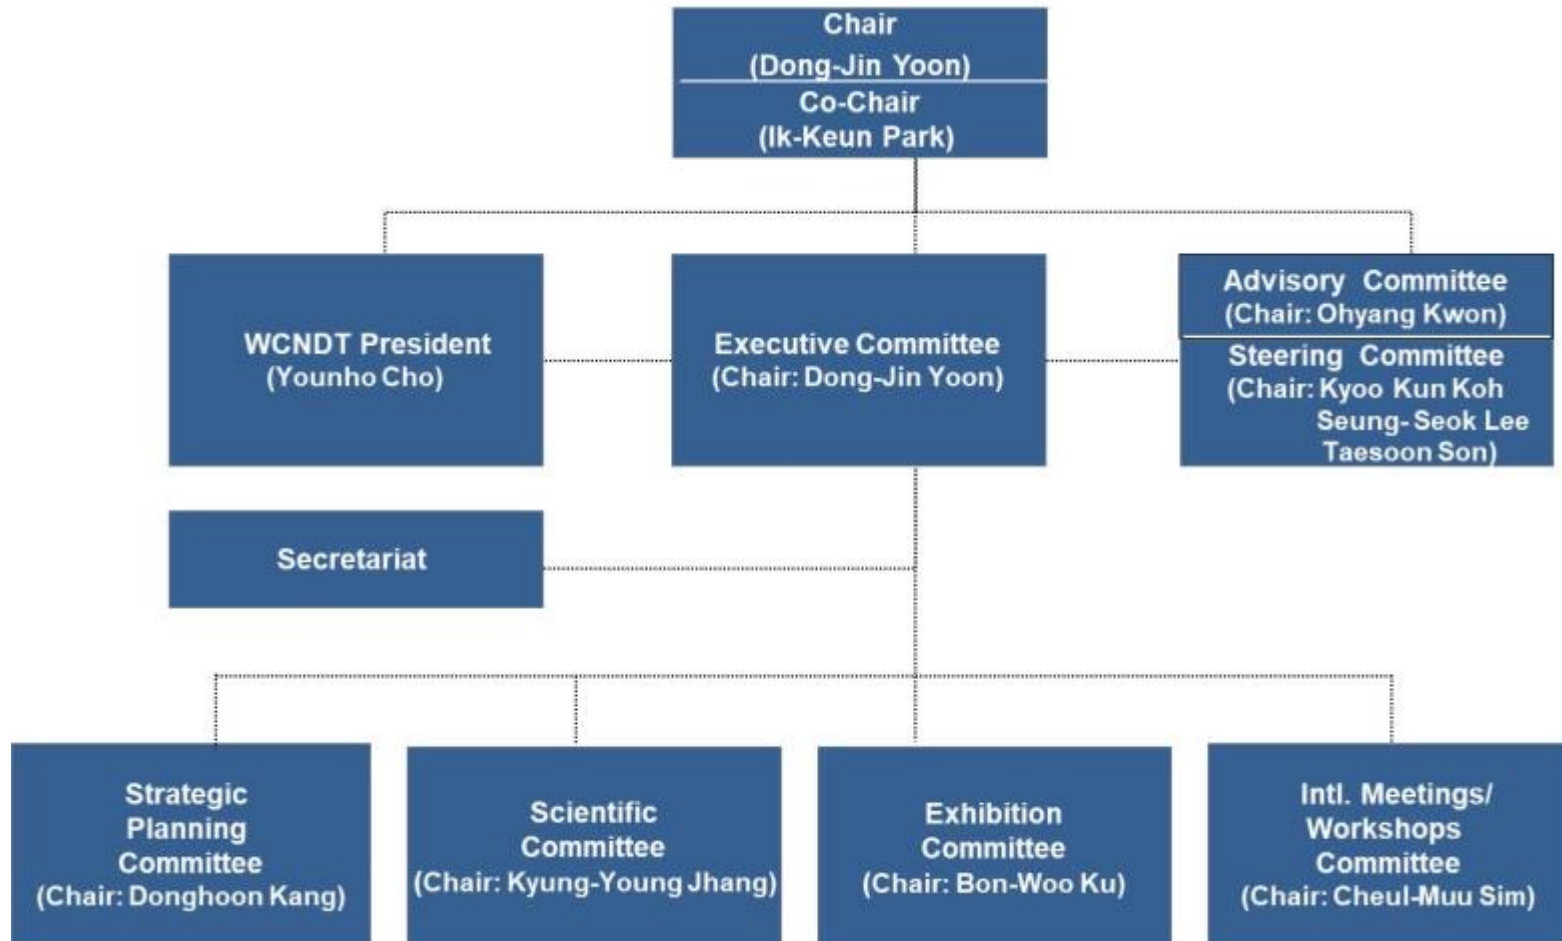 Chair
(Dong-Jin Yoon)
Co-Chair
(Ik-Keun Park)
WCNDT President
(Younho Cho)
Executive Committee
(Chair: Dong-Jin Yoon)
Advisory Committee
(Chair: Ohyang Kwon)
Steering Committee
(Chair: Kyoo Kun Koh
Seung-Seok Lee
Taesoon Son)
Secretariat
Strategic
Planning
Committee
(Chair: Donghoon Kang)
Scientific
Committee
(Chair: Kyung-Young Jhang)
Exhibition
Committee
(Chair: Bon-Woo Ku)
Intl. Meetings/
Workshops
Committee
(Chair: Cheul-Muu Sim)